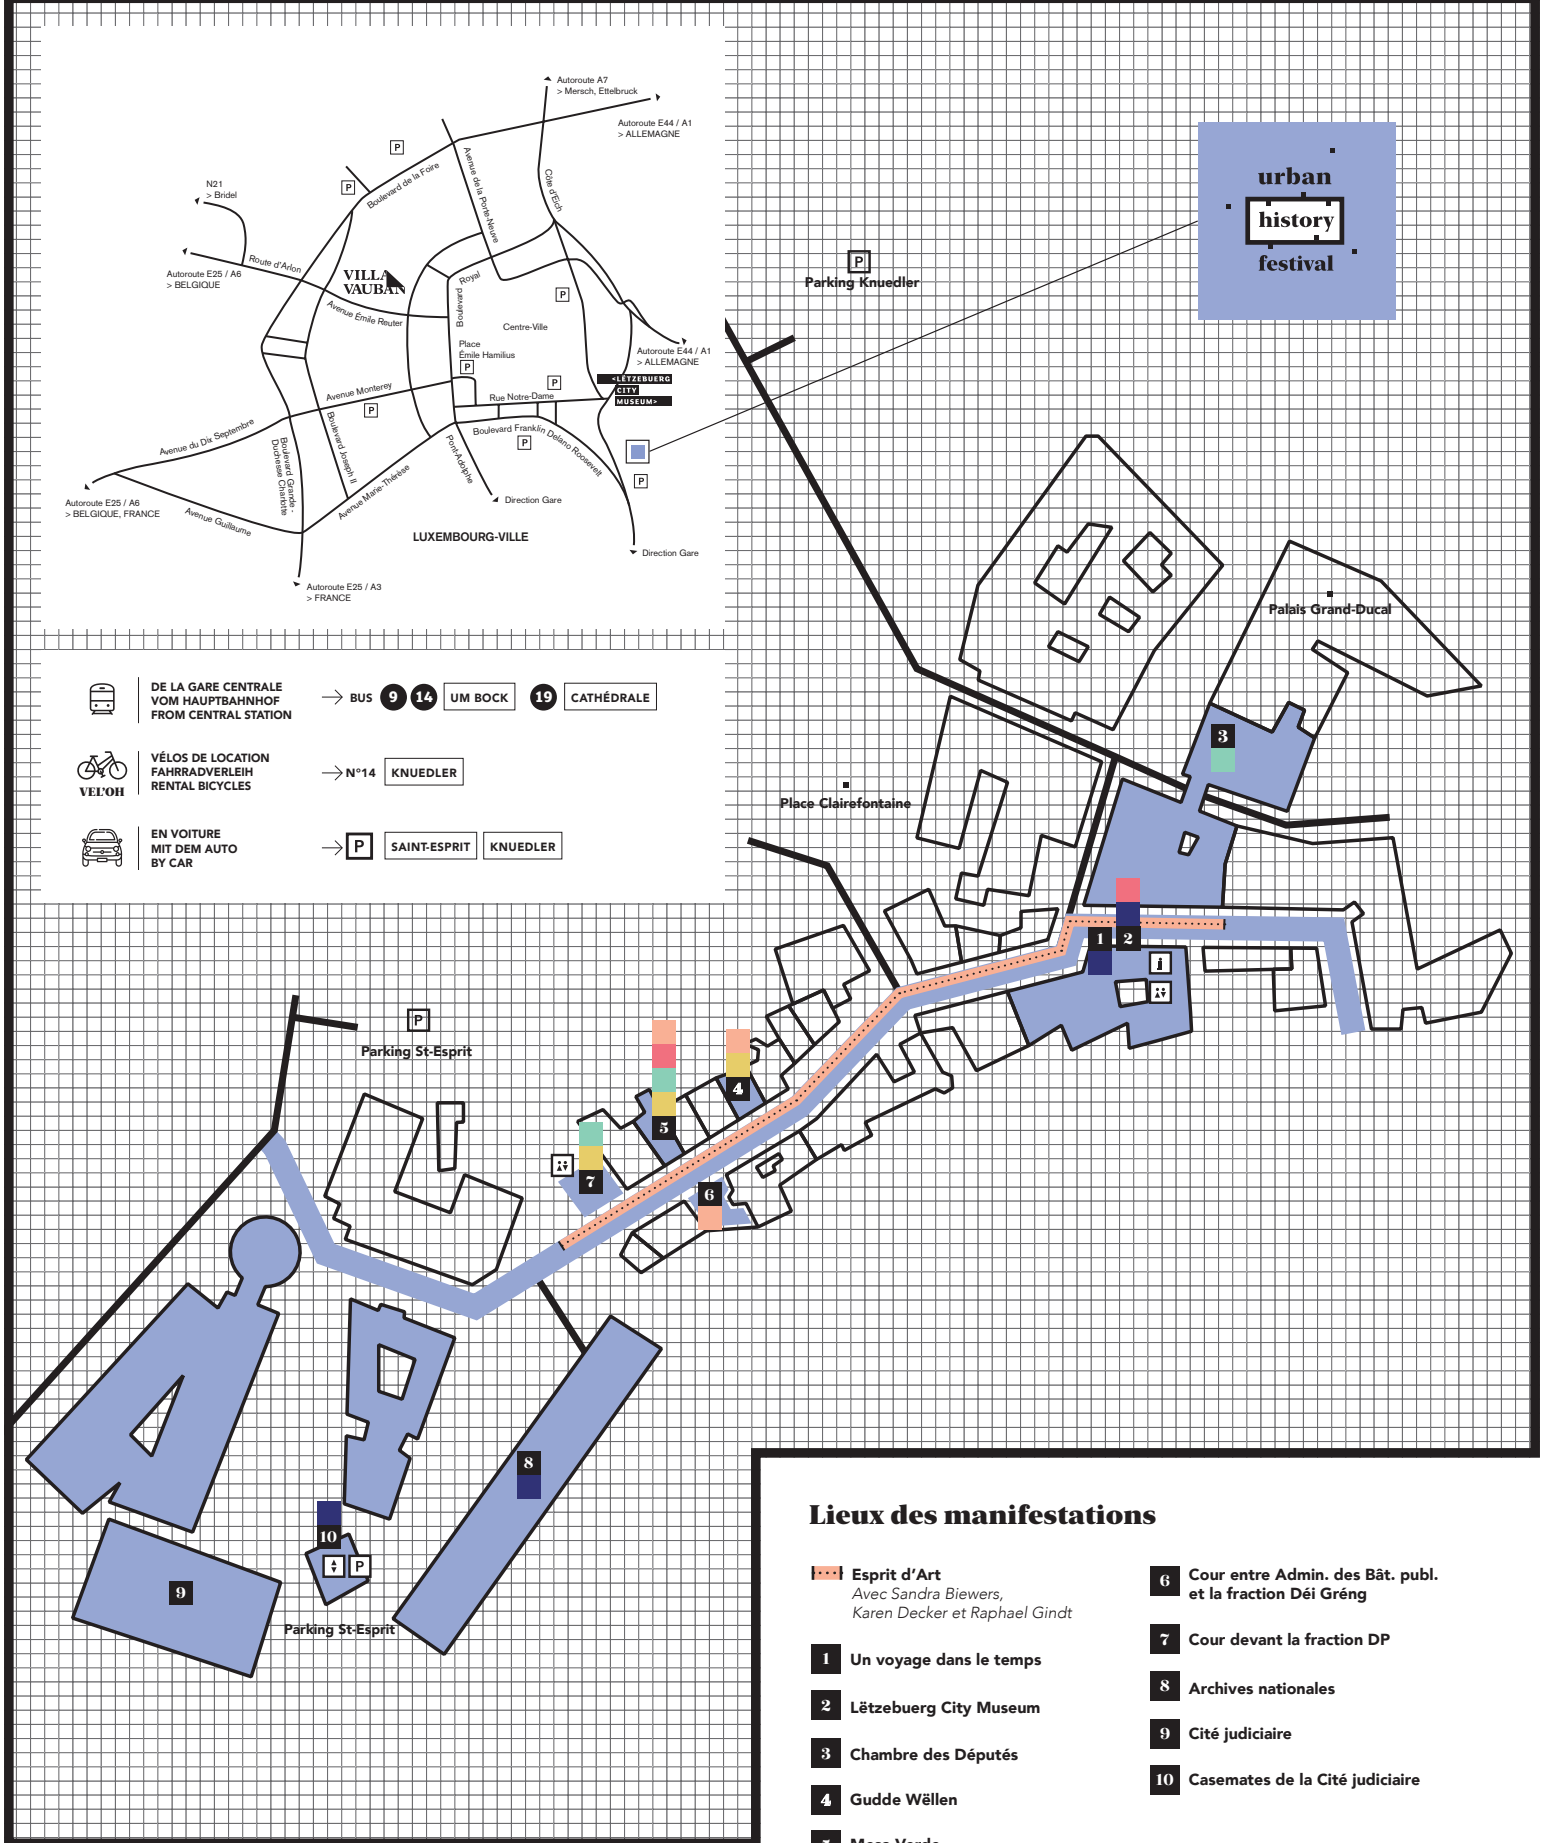 Autoroute A7
> Mersch, Ettelbruck
Autoroute E44 / A1
> ALLEMAGNE
P
P
Boulevard de la Foire
Avenue de la Porte-Neuve
Côte d'Eich
N21
> Bridel
Route d'Arlon
Autoroute E25 / A6
> BELGIQUE
VILLA
VAUBAN
Avenue Émile Reuter
Boulevard
Royal
P
Centre-Ville
Place
Émile Hamilius
P
Autoroute E44 / A1
> ALLEMAGNE
<LËTZEBUERG
CITY
MUSEUM>
Avenue Monterey
P
P
Rue Notre-Dame
Boulevard Franklin Delano Roosevelt
P
P
Avenue du Dix Septembre
Boulevard Grande-
Duchesse Charlotte
Boulevard Joseph II
Avenue Marie-Thérèse
Pont-Adolphe
Autoroute E25 / A6
> BELGIQUE, FRANCE
Avenue Guillaume
Direction Gare
LUXEMBOURG-VILLE
Direction Gare
Autoroute E25 / A3
> FRANCE
urban
history
festival
P
Parking Knuedler
DE LA GARE CENTRALE
VOM HAUPTBAHNHOF
FROM CENTRAL STATION
BUS 9 14 UM BOCK 19 CATHÉDRALE
VEL'OH
VÉLOS DE LOCATION
FAHRRADVERLEIH
RENTAL BICYCLES
N°14 KNUEDLER
EN VOITURE
MIT DEM AUTO
BY CAR
P SAINT-ESPRIT KNUEDLER
Palais Grand-Ducal
3
Place Clairefontaine
1
2
i
P
Parking St-Esprit
4
5
7
6
8
10
P
9
Parking St-Esprit
Lieux des manifestations
Esprit d'Art
Avec Sandra Biewers,
Karen Decker et Raphael Gindt
1 Un voyage dans le temps
2 Lëtzebuerg City Museum
3 Chambre des Députés
4 Gudde Wëllen
6 Cour entre Admin. des Bât. publ.
et la fraction Déi Gréng
7 Cour devant la fraction DP
8 Archives nationales
9 Cité judiciaire
10 Casemates de la Cité judiciaire